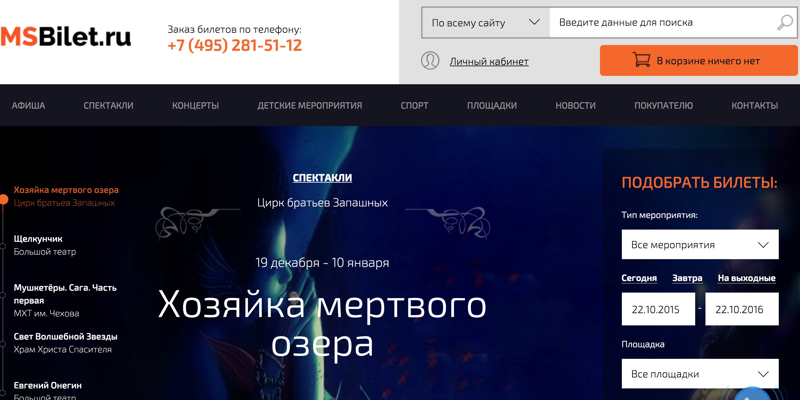 MSBilet.ru
Заказ билетов по телефону:
+7 (495) 281-51-12
По всему сайту
Введите данные для поиска
Личный кабинет
В корзине ничего нет
АФИША СПЕКТАКЛИ КОНЦЕРТЫ ДЕТСКИЕ МЕРОПРИЯТИЯ СПОРТ ПЛОЩАДКИ НОВОСТИ ПОКУПАТЕЛЮ КОНТАКТЫ
Хозяйка мертвого озера
Цирк братьев Запашных
Щелкунчик
Большой театр
Мушкетёры. Сага. Часть
первая
МХТ им. Чехова
Свет Волшебной Звезды
Храм Христа Спасителя
Евгений Онегин
Большой театр
СПЕКТАКЛИ
Цирк братьев Запашных
19 декабря - 10 января
Хозяйка мертвого
озера
ПОДОБРАТЬ БИЛЕТЫ:
Тип мероприятия:
Все мероприятия
Сегодня Завтра На выходные
22.10.2015 - 22.10.2016
Площадка
Все площадки